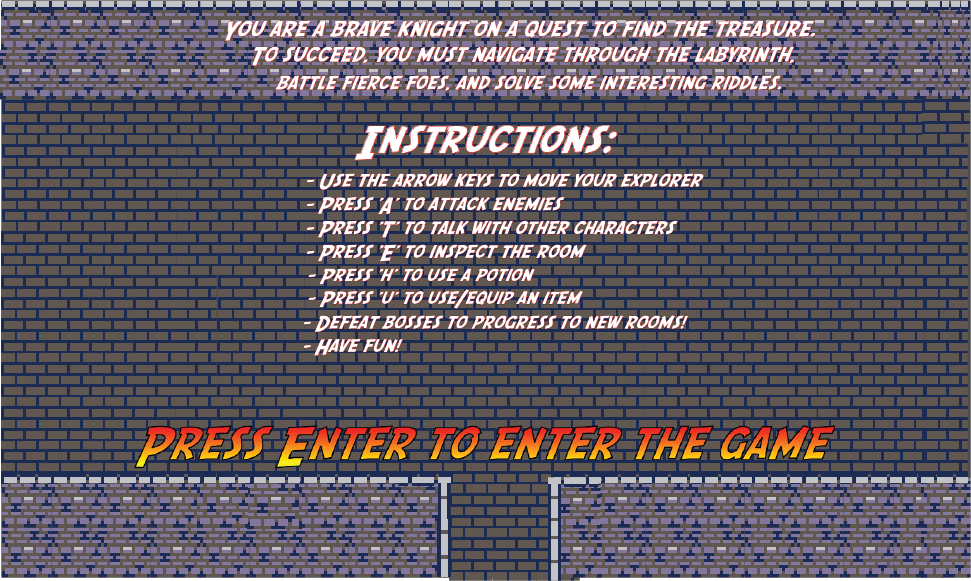 You are a brave knight on a quest to find the treasure.
To succeed, you must navigate through the labyrinth,
battle fierce foes, and solve some interesting riddles.
Instructions:
- Use the arrow keys to move your explorer
- Press 'A' to attack enemies
- Press 'T' to talk with other characters
- Press 'E' to inspect the room
- Press 'H' to use a potion
- Press 'U' to use/equip an item
- Defeat bosses to progress to new rooms!
- Have fun!
Press Enter to enter the game